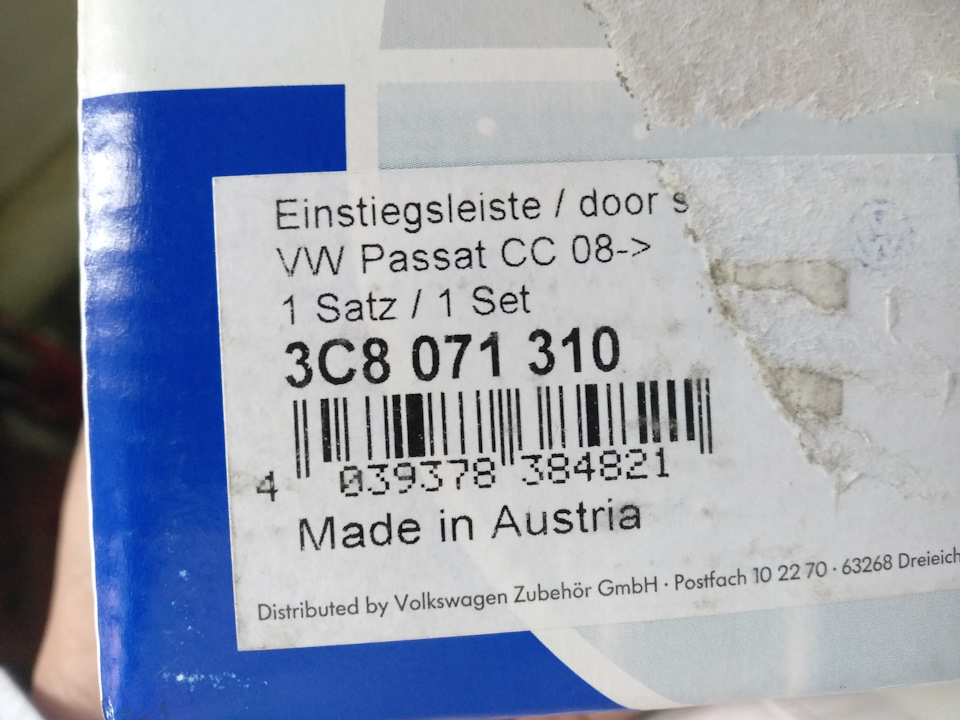 Einstiegsleiste / door s
VW Passat CC 08->
1 Satz / 1 Set
3C8 071 310
4 039378 384821
Made in Austria
Distributed by Volkswagen Zubehör GmbH · Postfach 10 22 70 · 63268 Dreieich